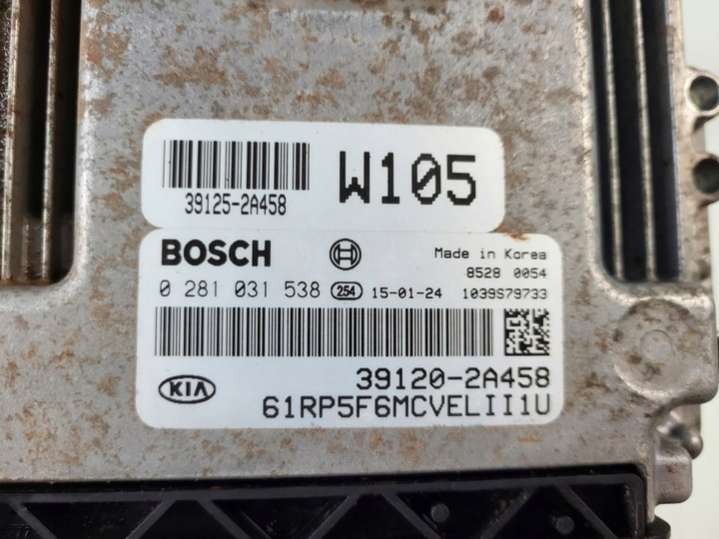 W105
39125-2A458
BOSCH
Made in Korea
8528 0054
0 281 031 538 254 15-01-24 1039S79733
39120-2A458
KIA
61RP5F6MCVELII1U